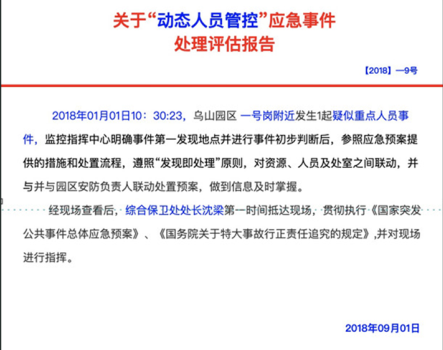 关于“动态人员管控”应急事件
处理评估报告
【2018】—9号
2018年01月01日10：30:23，乌山园区 一号岗附近发生1起疑似重点人员事
件，监控指挥中心明确事件第一发现地点并进行事件初步判断后，参照应急预案提
供的措施和处置流程，遵照“发现即处理”原则，对资源、人员及处室之间联动，并
与并与园区安防负责人联动处置预案，做到信息及时掌握。
经现场查看后，综合保卫处处长沈梁第一时间抵达现场，贯彻执行《国家突发
公共事件总体应急预案》、《国务院关于特大事故行正责任追究的规定》,并对现场
进行指挥。
2018年09月01日